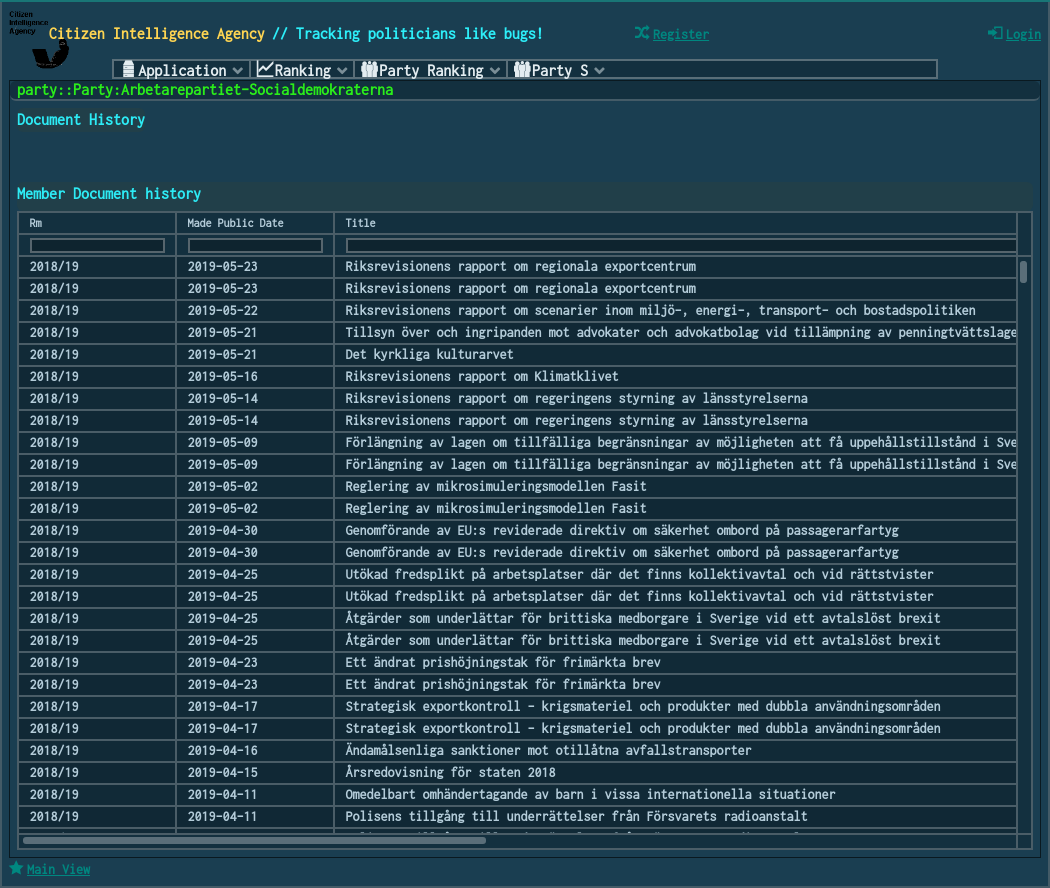 Citizen
Intelligence
Agency
Citizen Intelligence Agency // Tracking politicians like bugs!
Register
Login
Application
Ranking
Party Ranking
Party S
party::Party:Arbetarepartiet-Socialdemokraterna
Document History
Member Document history
Rm Made Public Date Title
2018/19 2019-05-23 Riksrevisionens rapport om regionala exportcentrum
2018/19 2019-05-23 Riksrevisionens rapport om regionala exportcentrum
2018/19 2019-05-22 Riksrevisionens rapport om scenarier inom miljö-, energi-, transport- och bostadspolitiken
2018/19 2019-05-21 Tillsyn över och ingripanden mot advokater och advokatbolag vid tillämpning av penningtvättslage
2018/19 2019-05-21 Det kyrkliga kulturarvet
2018/19 2019-05-16 Riksrevisionens rapport om Klimatklivet
2018/19 2019-05-14 Riksrevisionens rapport om regeringens styrning av länsstyrelserna
2018/19 2019-05-14 Riksrevisionens rapport om regeringens styrning av länsstyrelserna
2018/19 2019-05-09 Förlängning av lagen om tillfälliga begränsningar av möjligheten att få uppehållstillstånd i Sve
2018/19 2019-05-09 Förlängning av lagen om tillfälliga begränsningar av möjligheten att få uppehållstillstånd i Sve
2018/19 2019-05-02 Reglering av mikrosimuleringsmodellen Fasit
2018/19 2019-05-02 Reglering av mikrosimuleringsmodellen Fasit
2018/19 2019-04-30 Genomförande av EU:s reviderade direktiv om säkerhet ombord på passagerarfartyg
2018/19 2019-04-30 Genomförande av EU:s reviderade direktiv om säkerhet ombord på passagerarfartyg
2018/19 2019-04-25 Utökad fredsplikt på arbetsplatser där det finns kollektivavtal och vid rättstvister
2018/19 2019-04-25 Utökad fredsplikt på arbetsplatser där det finns kollektivavtal och vid rättstvister
2018/19 2019-04-25 Åtgärder som underlättar för brittiska medborgare i Sverige vid ett avtalslöst brexit
2018/19 2019-04-25 Åtgärder som underlättar för brittiska medborgare i Sverige vid ett avtalslöst brexit
2018/19 2019-04-23 Ett ändrat prishöjningstak för frimärkta brev
2018/19 2019-04-23 Ett ändrat prishöjningstak för frimärkta brev
2018/19 2019-04-17 Strategisk exportkontroll – krigsmateriel och produkter med dubbla användningsområden
2018/19 2019-04-17 Strategisk exportkontroll – krigsmateriel och produkter med dubbla användningsområden
2018/19 2019-04-16 Ändamålsenliga sanktioner mot otillåtna avfallstransporter
2018/19 2019-04-15 Årsredovisning för staten 2018
2018/19 2019-04-11 Omedelbart omhändertagande av barn i vissa internationella situationer
2018/19 2019-04-11 Polisens tillgång till underrättelser från Försvarets radioanstalt
Main View